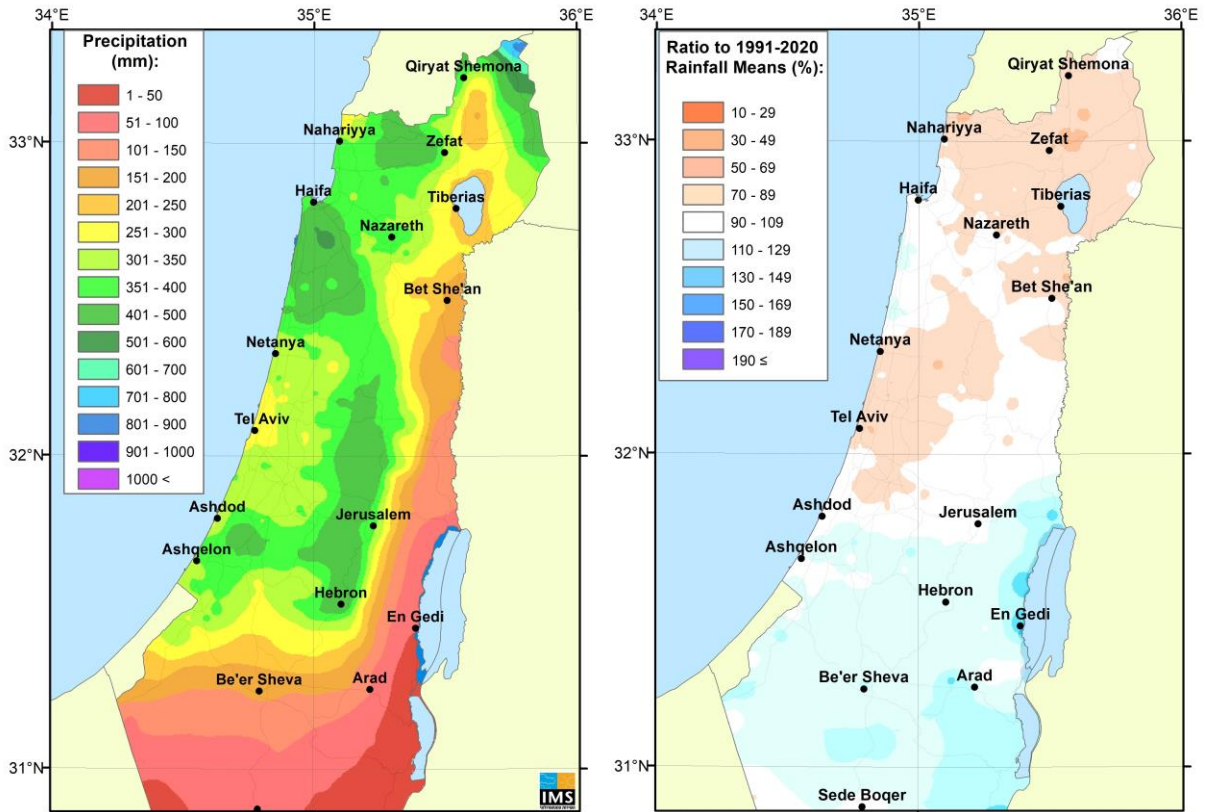 34°E
35°E
36°E
Precipitation
(mm):
1 - 50
51 - 100
101 - 150
151 - 200
201 - 250
251 - 300
301 - 350
351 - 400
401 - 500
501 - 600
601 - 700
701 - 800
801 - 900
901 - 1000
1000 <
33°N
32°N
31°N
Qiryat Shemona
Nahariyya
Zefat
Haifa
Tiberias
Nazareth
Bet She'an
Netanya
Tel Aviv
Ashdod
Jerusalem
Ashqelon
Hebron
En Gedi
Be'er Sheva
Arad
IMS
34°E
35°E
36°E
Ratio to 1991-2020
Rainfall Means (%):
10 - 29
30 - 49
50 - 69
70 - 89
90 - 109
110 - 129
130 - 149
150 - 169
170 - 189
190 ≤
33°N
32°N
31°N
Qiryat Shemona
Nahariyya
Zefat
Haifa
Tiberias
Nazareth
Bet She'an
Netanya
Tel Aviv
Ashdod
Jerusalem
Ashqelon
Hebron
En Gedi
Be'er Sheva
Arad
Sede Boqer